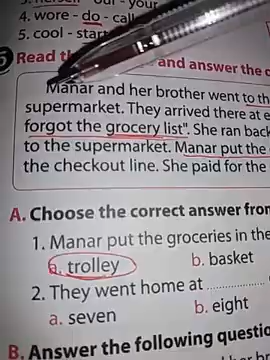 your
4. wore - do - call
5. cool - start
5 Read and answer the
Manar and her brother went to th
supermarket. They arrived there at e
forgot the grocery list". She ran back
to the supermarket. Manar put the
the checkout line. She paid for the
A. Choose the correct answer from
1. Manar put the groceries in the
a. trolley b. basket
2. They went home at ..................
a. seven b. eight
B. Answer the following questio